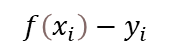 f(xᵢ) − yᵢ